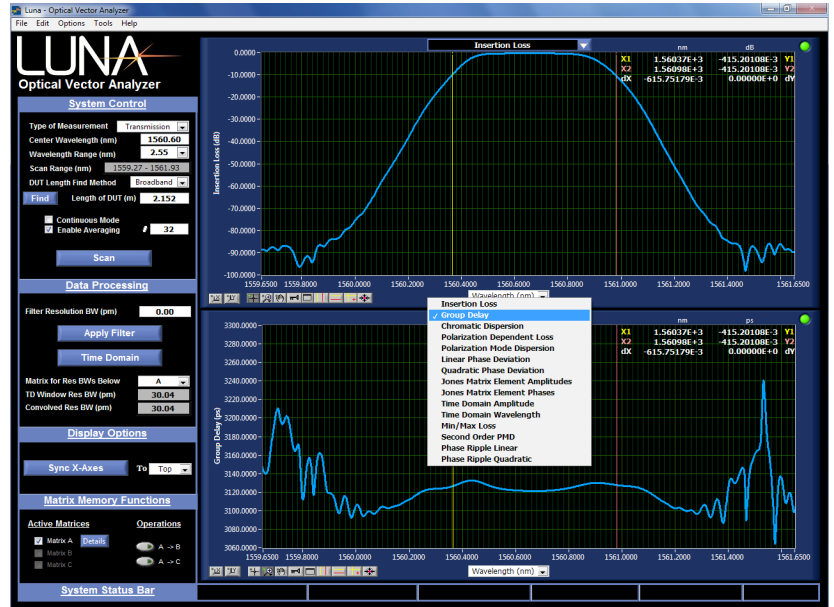 Luna - Optical Vector Analyzer
File Edit Options Tools Help
LUNA
Optical Vector Analyzer
System Control
Type of Measurement Transmission
Center Wavelength (nm) 1560.60
Wavelength Range (nm) 2.55
Scan Range (nm) 1559.27 - 1561.93
DUT Length Find Method Broadband
Find Length of DUT (m) 2.152
Continuous Mode
Enable Averaging # 32
Scan
Data Processing
Filter Resolution BW (pm) 0.00
Apply Filter
Time Domain
Matrix for Res BWs Below A
TD Window Res BW (pm) 30.04
Convolved Res BW (pm) 30.04
Display Options
Sync X-Axes To Top
Matrix Memory Functions
Active Matrices Operations
Matrix A Details
Matrix B A -> B
Matrix C A -> C
System Status Bar
Insertion Loss
nm dB
X1 1.56037E+3 -415.20108E-3 Y1
X2 1.56098E+3 -415.20108E-3 Y2
dX -615.75179E-3 0.00000E+0 dY
Insertion Loss (dB)
0.0000
-10.0000
-20.0000
-30.0000
-40.0000
-50.0000
-60.0000
-70.0000
-80.0000
-90.0000
-100.0000
1559.6500 1559.8000 1560.0000 1560.2000 1560.4000 1560.6000 1560.8000 1561.0000 1561.2000 1561.4000 1561.6500
Wavelength (nm)
Insertion Loss
Group Delay
Chromatic Dispersion
Polarization Dependent Loss
Polarization Mode Dispersion
Linear Phase Deviation
Quadratic Phase Deviation
Jones Matrix Element Amplitudes
Jones Matrix Element Phases
Time Domain Amplitude
Time Domain Wavelength
Min/Max Loss
Second Order PMD
Phase Ripple Linear
Phase Ripple Quadratic
nm ps
X1 1.56037E+3 -415.20108E-3 Y1
X2 1.56098E+3 -415.20108E-3 Y2
dX -615.75179E-3 0.00000E+0 dY
Group Delay (ps)
3300.0000
3280.0000
3260.0000
3240.0000
3220.0000
3200.0000
3180.0000
3160.0000
3140.0000
3120.0000
3100.0000
3080.0000
3060.0000
1559.6500 1559.8000 1560.0000 1560.2000 1560.4000 1560.6000 1560.8000 1561.0000 1561.2000 1561.4000 1561.6500
Wavelength (nm)